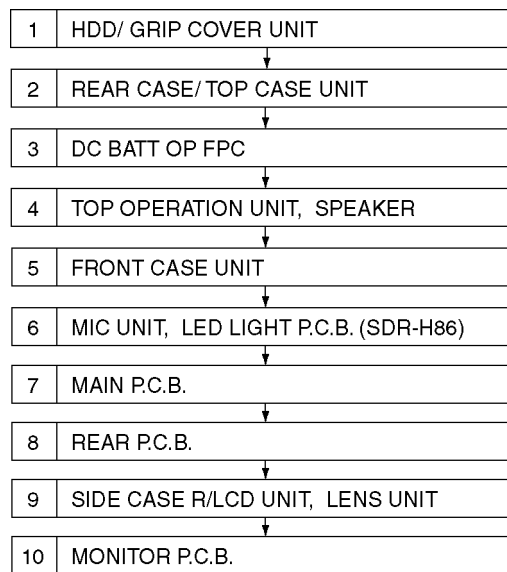 1 HDD/ GRIP COVER UNIT
2 REAR CASE/ TOP CASE UNIT
3 DC BATT OP FPC
4 TOP OPERATION UNIT, SPEAKER
5 FRONT CASE UNIT
6 MIC UNIT, LED LIGHT P.C.B. (SDR-H86)
7 MAIN P.C.B.
8 REAR P.C.B.
9 SIDE CASE R/LCD UNIT, LENS UNIT
10 MONITOR P.C.B.